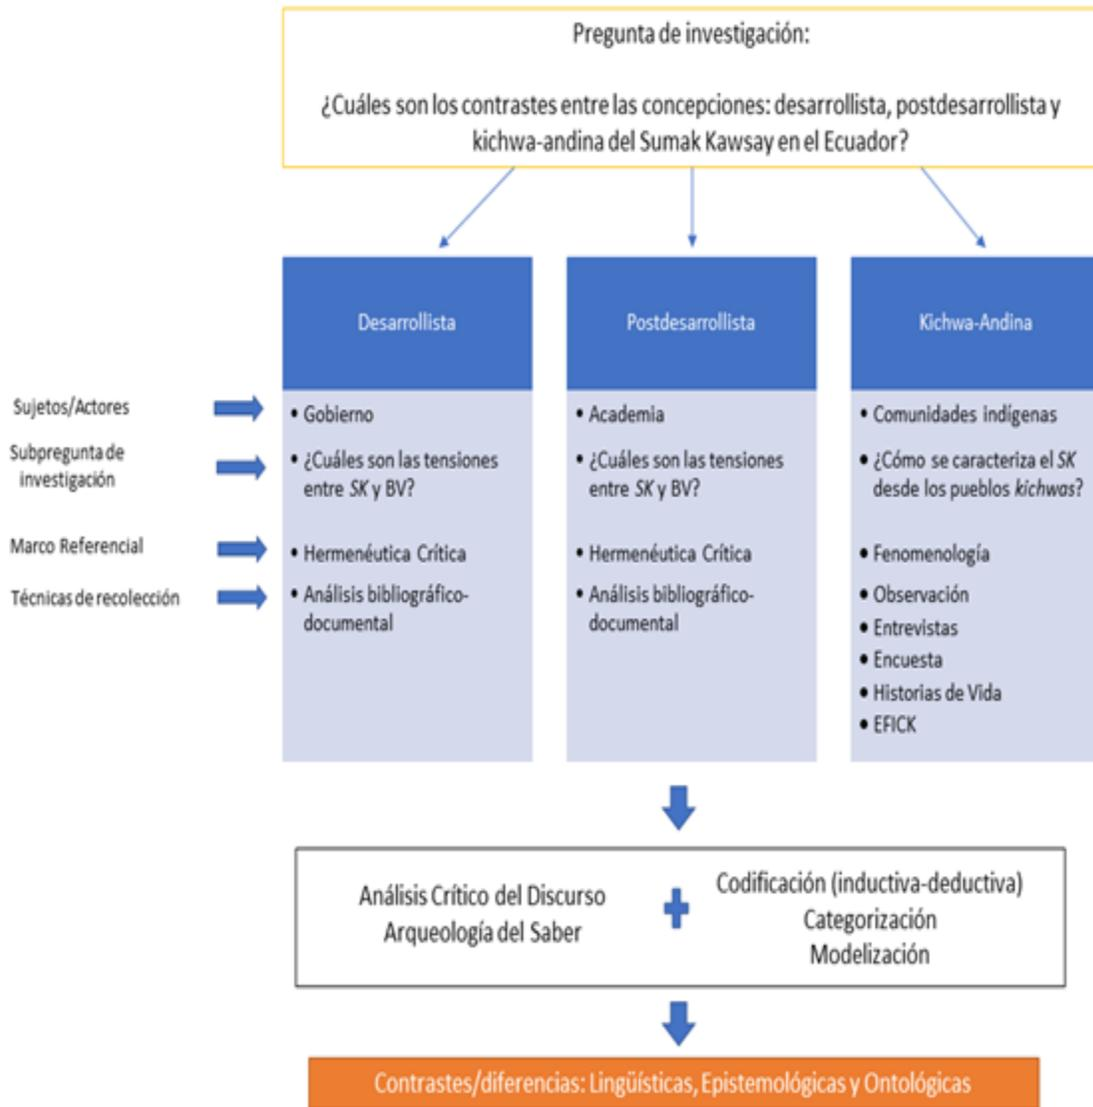 Pregunta de investigación:
¿Cuáles son los contrastes entre las concepciones: desarrollista, postdesarrollista y
kichwa-andina del Sumak Kawsay en el Ecuador?
Desarrollista
Postdesarrollista
Kichwa-Andina
Sujetos/Actores
• Gobierno
• Academia
• Comunidades indígenas
Subpregunta de
investigación
• ¿Cuáles son las tensiones
entre SK y BV?
• ¿Cuáles son las tensiones
entre SK y BV?
• ¿Cómo se caracteriza el SK
desde los pueblos kichwas?
Marco Referencial
• Hermenéutica Crítica
• Hermenéutica Crítica
• Fenomenología
Técnicas de recolección
• Análisis bibliográfico-
documental
• Análisis bibliográfico-
documental
• Observación
• Entrevistas
• Encuesta
• Historias de Vida
• EFICK
Análisis Crítico del Discurso
Arqueología del Saber
Codificación (inductiva-deductiva)
Categorización
Modelización
Contrastes/diferencias: Lingüísticas, Epistemológicas y Ontológicas